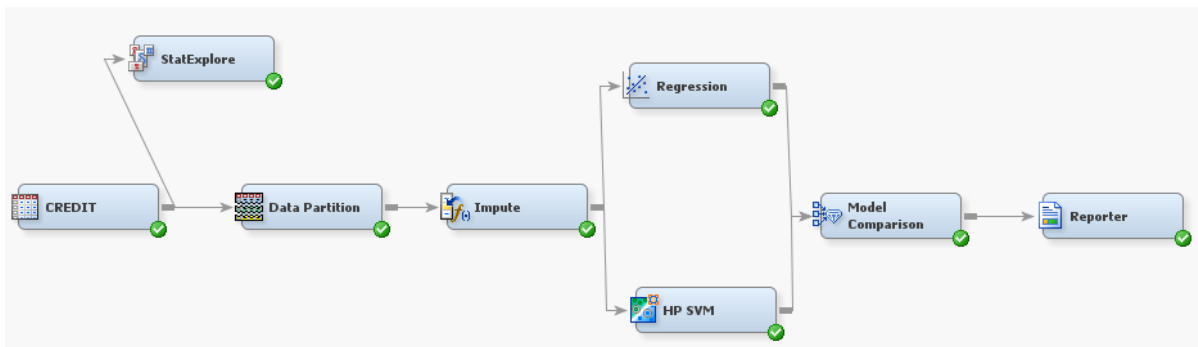 StatExplore
Regression
CREDIT
Data Partition
Impute
Model
Comparison
Reporter
HP SVM